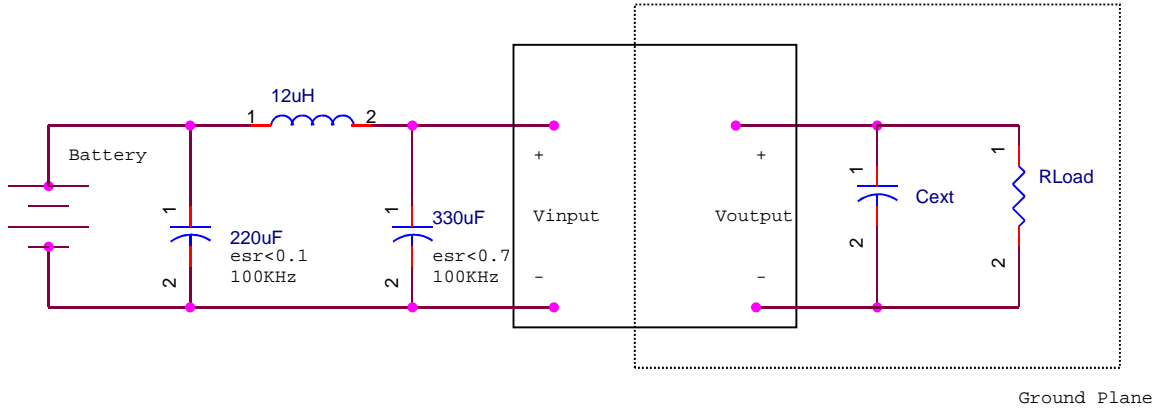 12uH
1
2
Battery
+
+
1
1
RLoad
Cext
1
1
330uF
Vinput
Voutput
220uF
esr<0.1
esr<0.7
100KHz
100KHz
2
2
2
2
-
-
Ground Plane